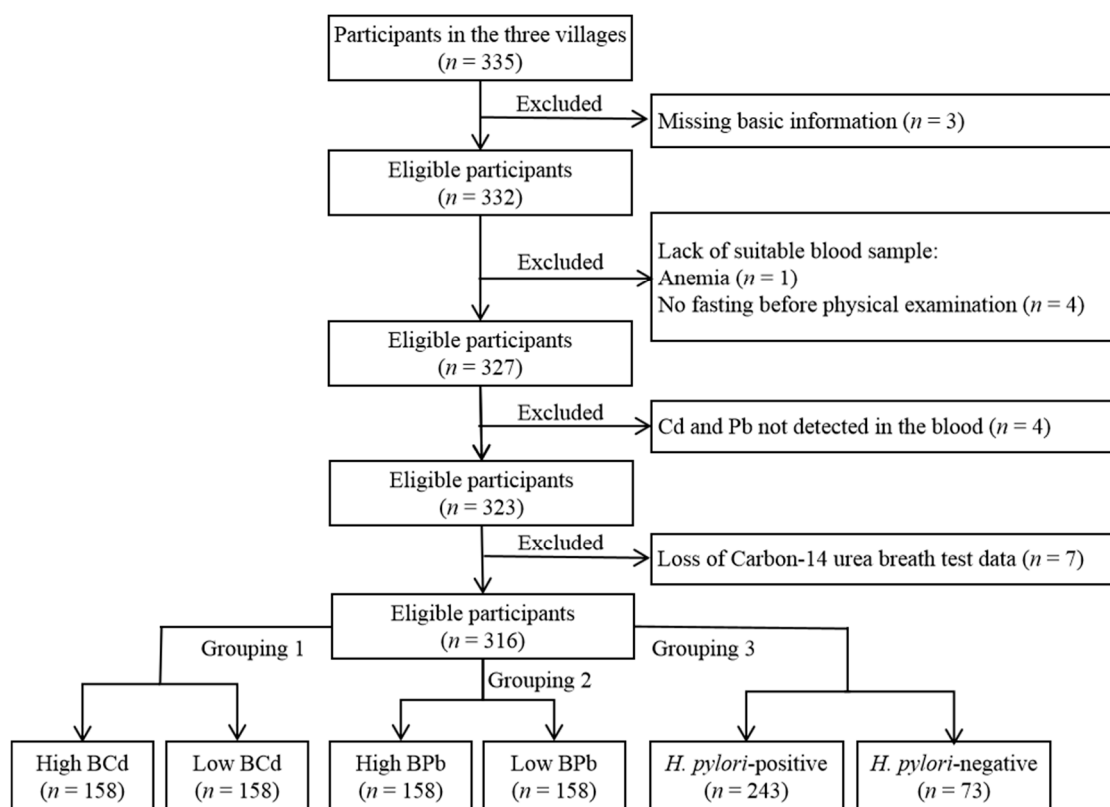 Participants in the three villages
(n = 335)
Excluded
Missing basic information (n = 3)
Eligible participants
(n = 332)
Excluded
Lack of suitable blood sample:
Anemia (n = 1)
No fasting before physical examination (n = 4)
Eligible participants
(n = 327)
Excluded
Cd and Pb not detected in the blood (n = 4)
Eligible participants
(n = 323)
Excluded
Loss of Carbon-14 urea breath test data (n = 7)
Eligible participants
(n = 316)
Grouping 1
Grouping 2
Grouping 3
High BCd
(n = 158)
Low BCd
(n = 158)
High BPb
(n = 158)
Low BPb
(n = 158)
H. pylori-positive
(n = 243)
H. pylori-negative
(n = 73)